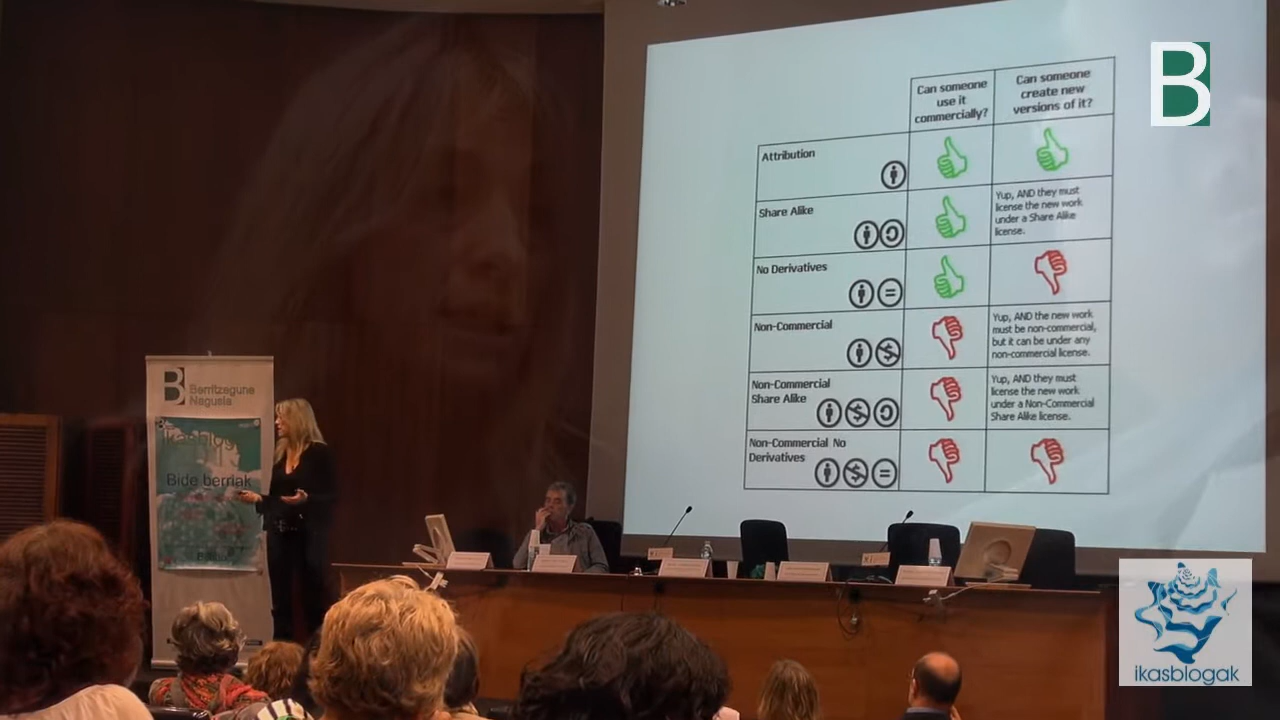 B
Can someone
use it
commercially?
Can someone
create new
versions of it?
Attribution
Share Alike
Yup, AND they must
license the new work
under a Share Alike
license.
No Derivatives
Non-Commercial
Yup, AND the new work
must be non-commercial,
but it can be under any
non-commercial license.
Non-Commercial
Share Alike
Yup, AND they must
license the new work
under a Non-Commercial
Share Alike license.
Non-Commercial No
Derivatives
B Berritzegune
Nagusia
Bide berriak
ikasblogak